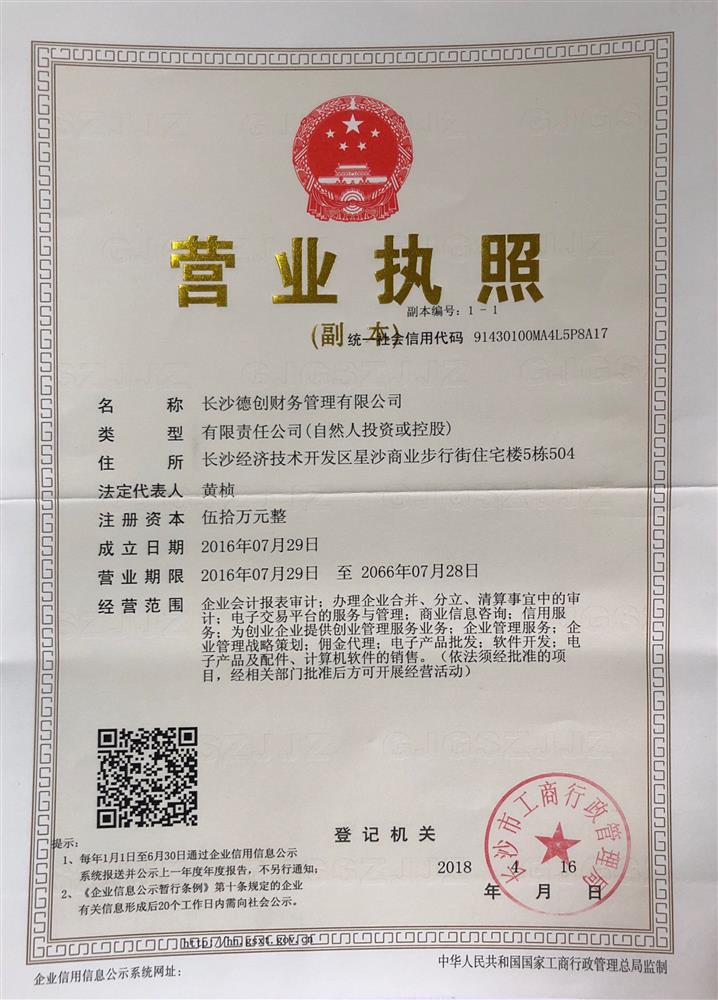 营业执照
副本编号：1-1
(副 本)
统一社会信用代码 91430100MA4L5P8A17
名称 长沙德创财务管理有限公司
类型 有限责任公司(自然人投资或控股)
住所 长沙经济技术开发区星沙商业步行街住宅楼5栋504
法定代表人 黄桢
注册资本 伍拾万元整
成立日期 2016年07月29日
营业期限 2016年07月29日 至 2066年07月28日
经营范围 企业会计报表审计；办理企业合并、分立、清算事宜中的审
计；电子交易平台的服务与管理；商业信息咨询；信用服
务；为创业企业提供创业管理服务业务；企业管理服务；企
业管理战略策划；佣金代理；电子产品批发；软件开发；电
子产品及配件、计算机软件的销售。（依法须经批准的项
目，经相关部门批准后方可开展经营活动）
登记机关
长沙市工商行政管理局
2018 4 16
年 月 日
提示：
1、每年1月1日至6月30日通过企业信用信息公示
系统报送并公示上一年度年度报告，不另行通知；
2、《企业信息公示暂行条例》第十条规定的企业
有关信息形成后20个工作日内需向社会公示。
http://hn.gsxt.gov.cn
企业信用信息公示系统网址：
中华人民共和国国家工商行政管理总局监制
GJGSZJJZ